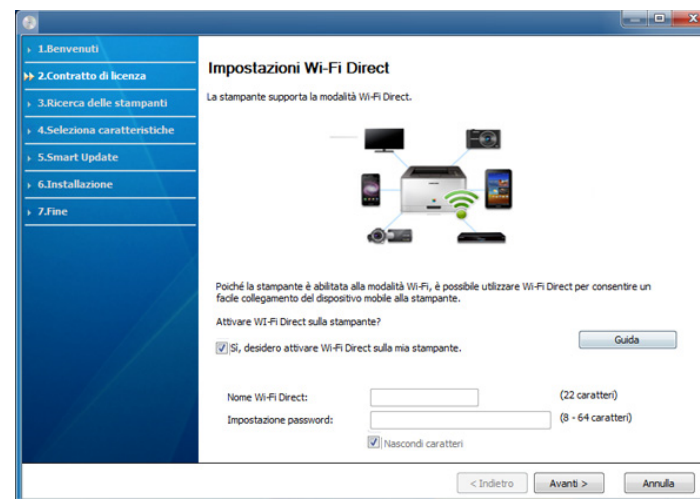 1.Benvenuti
2.Contratto di licenza
3.Ricerca delle stampanti
4.Seleziona caratteristiche
5.Smart Update
6.Installazione
7.Fine
Impostazioni Wi-Fi Direct
La stampante supporta la modalità Wi-Fi Direct.
Poiché la stampante è abilitata alla modalità Wi-Fi, è possibile utilizzare Wi-Fi Direct per consentire un
facile collegamento del dispositivo mobile alla stampante.
Attivare WI-Fi Direct sulla stampante?
Sì, desidero attivare Wi-Fi Direct sulla mia stampante.
Guida
Nome Wi-Fi Direct: (22 caratteri)
Impostazione password: (8 - 64 caratteri)
Nascondi caratteri
< Indietro Avanti > Annulla